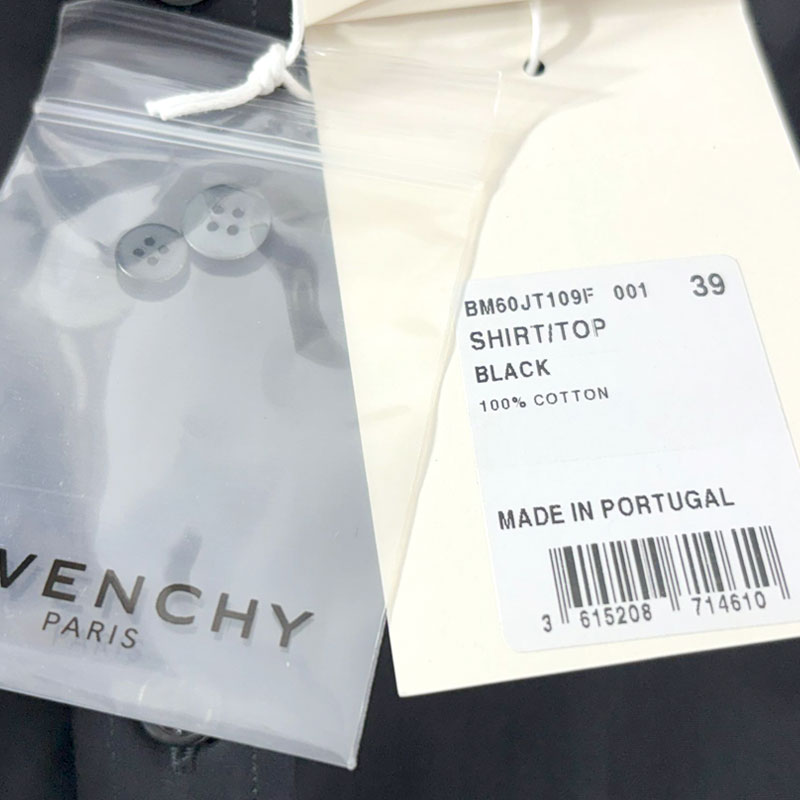 BM60JT109F 001 39
SHIRT/TOP
BLACK
100% COTTON
MADE IN PORTUGAL
3 615208 714610
VENCHY
PARIS